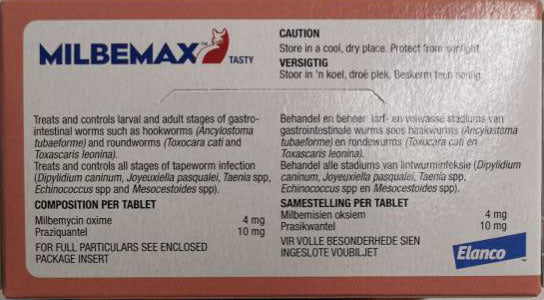 MILBEMAX™
TASTY
CAUTION
Store in a cool, dry place. Protect from sunlight.
VERSIGTIG
Stoor in 'n koel, droë plek. Beskerm teen sonlig.
Treats and controls larval and adult stages of gastro-
intestinal worms such as hookworms (Ancylostoma
tubaeforme) and roundworms (Toxocara cati and
Toxascaris leonina).
Treats and controls all stages of tapeworm infection
(Dipylidium caninum, Joyeuxiella pasqualei, Taenia spp,
Echinococcus spp and Mesocestoides spp).
COMPOSITION PER TABLET
Milbemycin oxime 4 mg
Praziquantel 10 mg
FOR FULL PARTICULARS SEE ENCLOSED
PACKAGE INSERT
Behandel en beheer larf- en volwasse stadiums van
gastrointestinale wurms soos haakwurms (Ancylostoma
tubaeforme) en rondewurms (Toxocara cati en
Toxascaris leonina).
Behandel alle stadiums van lintwurminfeksie (Dipylidium
caninum, Joyeuxiella pasqualei, Taenia spp,
Echinococcus spp en Mesocestoides spp).
SAMESTELLING PER TABLET
Milbemisien oksiem 4 mg
Prasikwantel 10 mg
VIR VOLLE BESONDERHEDE SIEN
INGESLOTE VOUBILJET
Elanco™